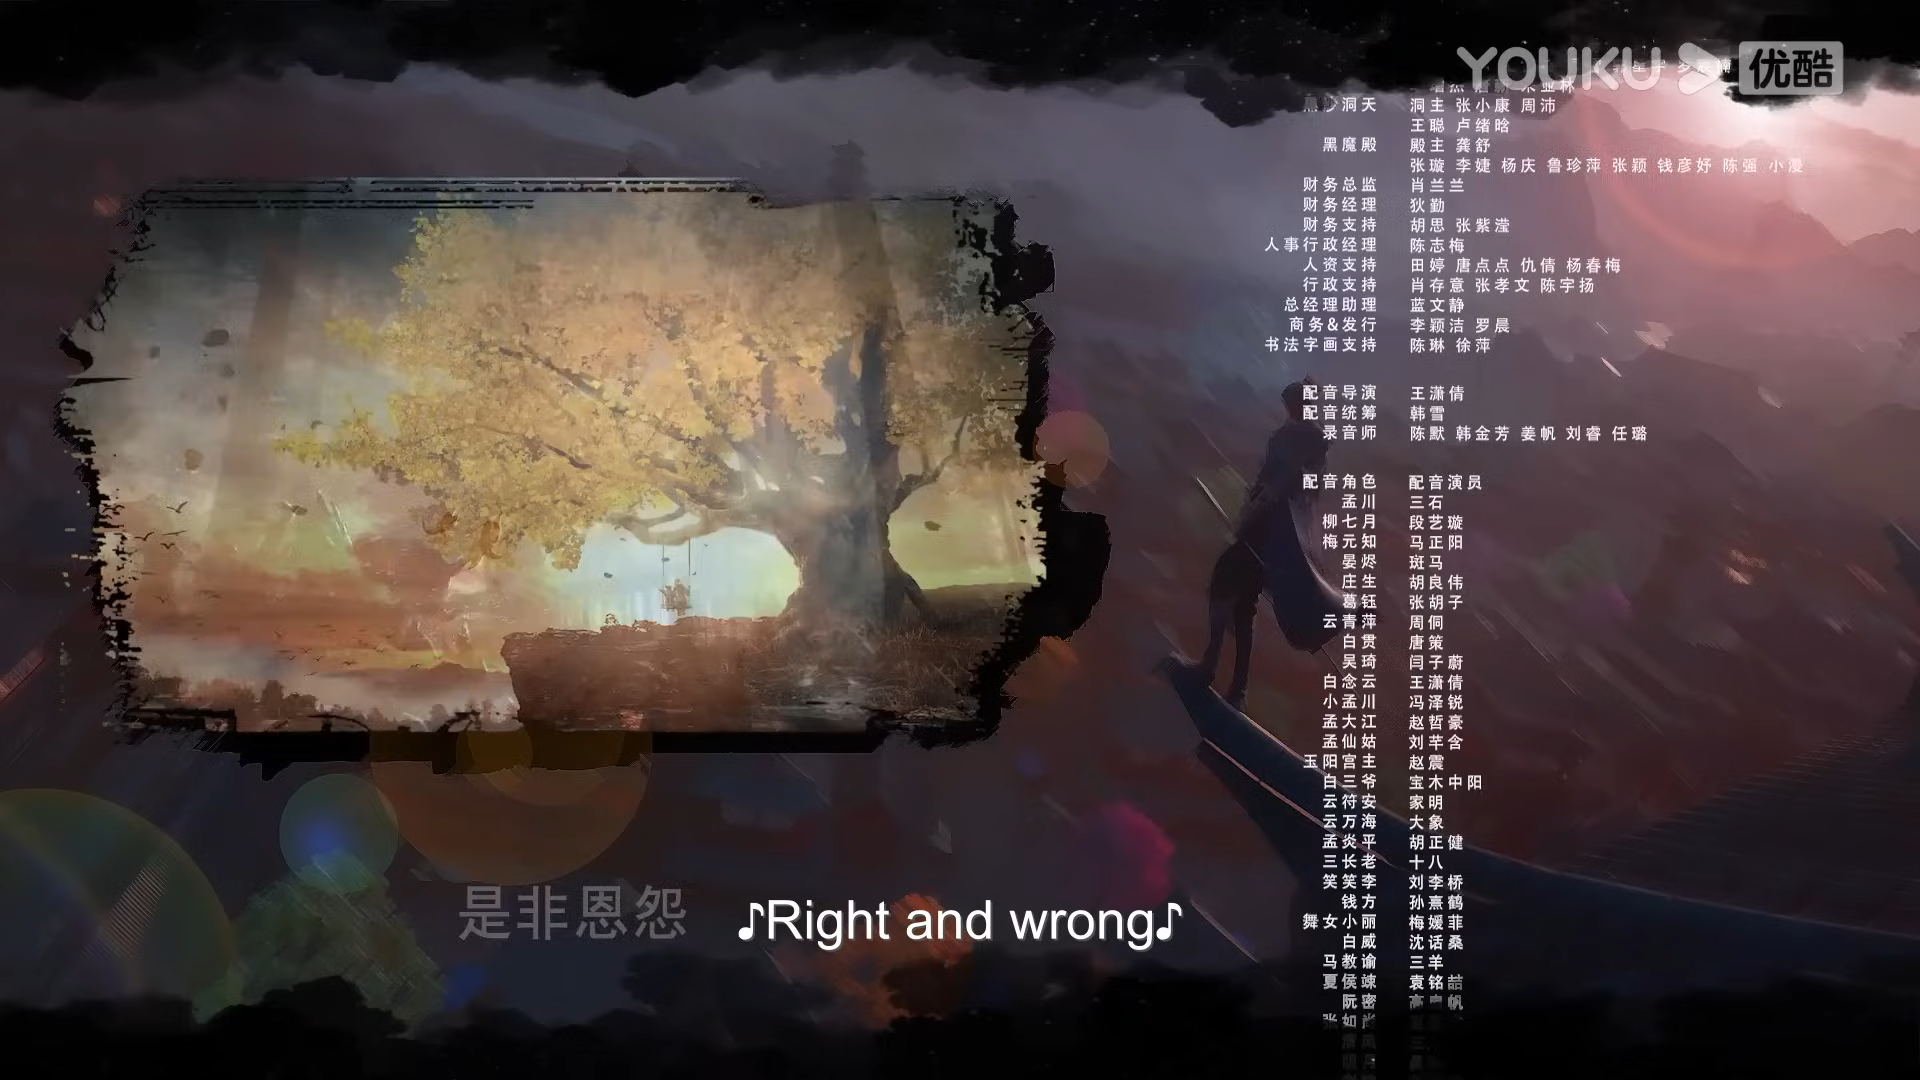 YOUKU 优酷
洞天 洞主 张小康 周沛
王聪 卢绪晗
黑魔殿 殿主 龚舒
张璇 李婕 杨庆 鲁珍萍 张颖 钱彦妤 陈强 小漫
财务总监 肖兰兰
财务经理 狄勤
财务支持 胡思 张紫滢
人事行政经理 陈志梅
人资支持 田婷 唐点点 仇倩 杨春梅
行政支持 肖存意 张孝文 陈宇扬
总经理助理 蓝文静
商务&发行 李颖洁 罗晨
书法字画支持 陈琳 徐萍
配音导演 王潇倩
配音统筹 韩雪
录音师 陈默 韩金芳 姜帆 刘睿 任璐
配音角色 配音演员
孟川 三石
柳七月 段艺璇
梅元知 马正阳
晏烬 斑马
庄生 胡良伟
葛钰 张胡子
云青萍 周侗
白贯 唐策
吴琦 闫子蔚
白念云 王潇倩
小孟川 冯泽锐
孟大江 赵哲豪
孟仙姑 刘芊含
玉阳宫主 赵震
白三爷 宝木中阳
云符安 家明
云万海 大象
孟炎平 胡正健
三长老 十八
笑笑李 刘李桥
钱方 孙熹鹤
舞女小丽 梅媛菲
白威 沈话桑
马教谕 三羊
夏侯竦 袁铭喆
阮密
张如
是非恩怨
♪Right and wrong♪